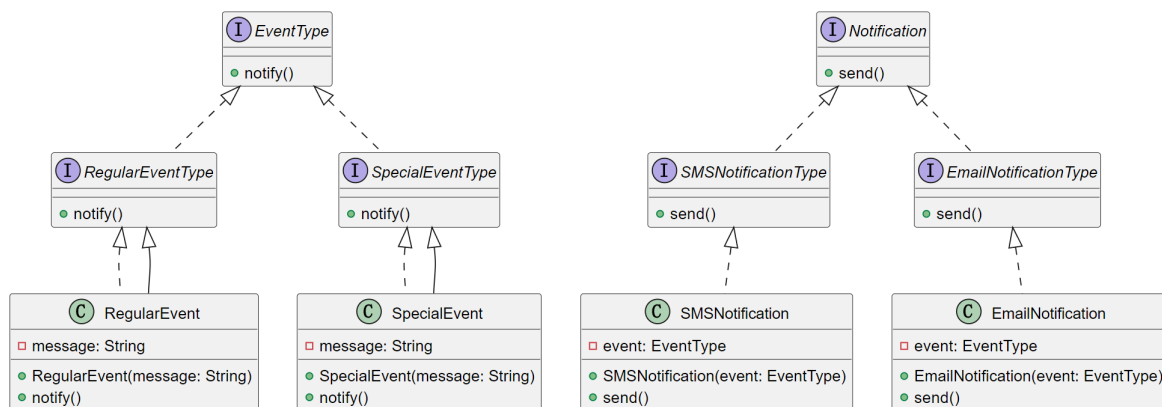 I EventType
notify()
I Notification
send()
I RegularEventType
notify()
I SpecialEventType
notify()
I SMSNotificationType
send()
I EmailNotificationType
send()
C RegularEvent
message: String
RegularEvent(message: String)
notify()
C SpecialEvent
message: String
SpecialEvent(message: String)
notify()
C SMSNotification
event: EventType
SMSNotification(event: EventType)
send()
C EmailNotification
event: EventType
EmailNotification(event: EventType)
send()